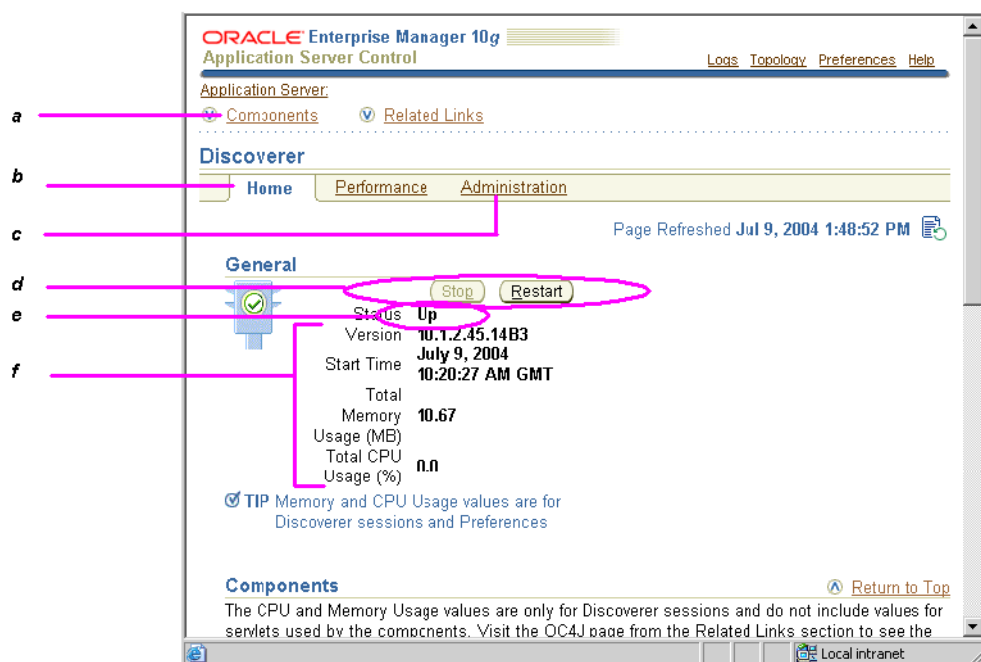 ORACLE Enterprise Manager 10g
Application Server Control
Logs Topology Preferences Help
Application Server:
a
Components Related Links
Discoverer
b
Home Performance Administration
c
Page Refreshed Jul 9, 2004 1:48:52 PM
General
d
Stop Restart
e
Status Up
Version 10.1.2.45.14B3
f
Start Time July 9, 2004
10:20:27 AM GMT
Total
Memory 10.67
Usage (MB)
Total CPU
Usage (%) 0.0
TIP Memory and CPU Usage values are for
Discoverer sessions and Preferences
Components Return to Top
The CPU and Memory Usage values are only for Discoverer sessions and do not include values for
servlets used by the components. Visit the OC4J page from the Related Links section to see the
Local intranet